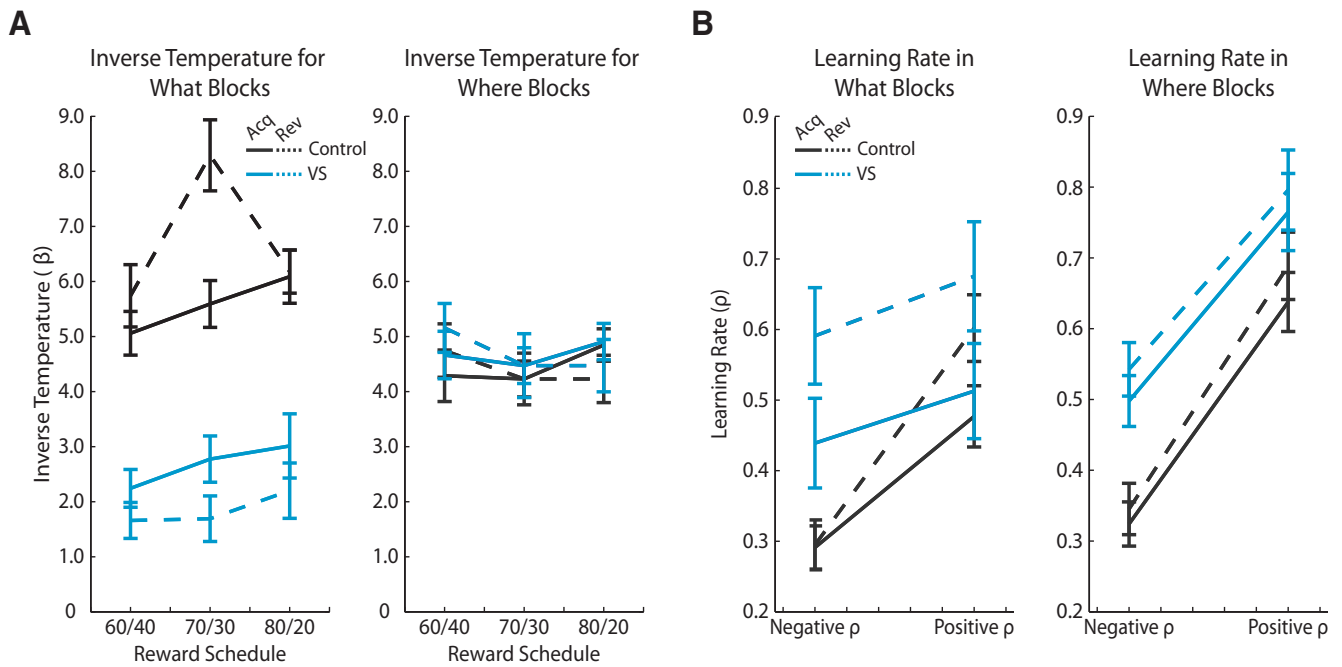 A
Inverse Temperature for
What Blocks
Inverse Temperature for
Where Blocks
Inverse Temperature ( β)
9.0
8.0
7.0
6.0
5.0
4.0
3.0
2.0
1.0
0
Acq
Rev
Control
VS
60/40
70/30
80/20
Reward Schedule
9.0
8.0
7.0
6.0
5.0
4.0
3.0
2.0
1.0
0
60/40
70/30
80/20
Reward Schedule
B
Learning Rate in
What Blocks
Learning Rate in
Where Blocks
Learning Rate (ρ)
0.9
0.8
0.7
0.6
0.5
0.4
0.3
0.2
Acq
Rev
Control
VS
Negative ρ
Positive ρ
0.9
0.8
0.7
0.6
0.5
0.4
0.3
0.2
Negative ρ
Positive ρ